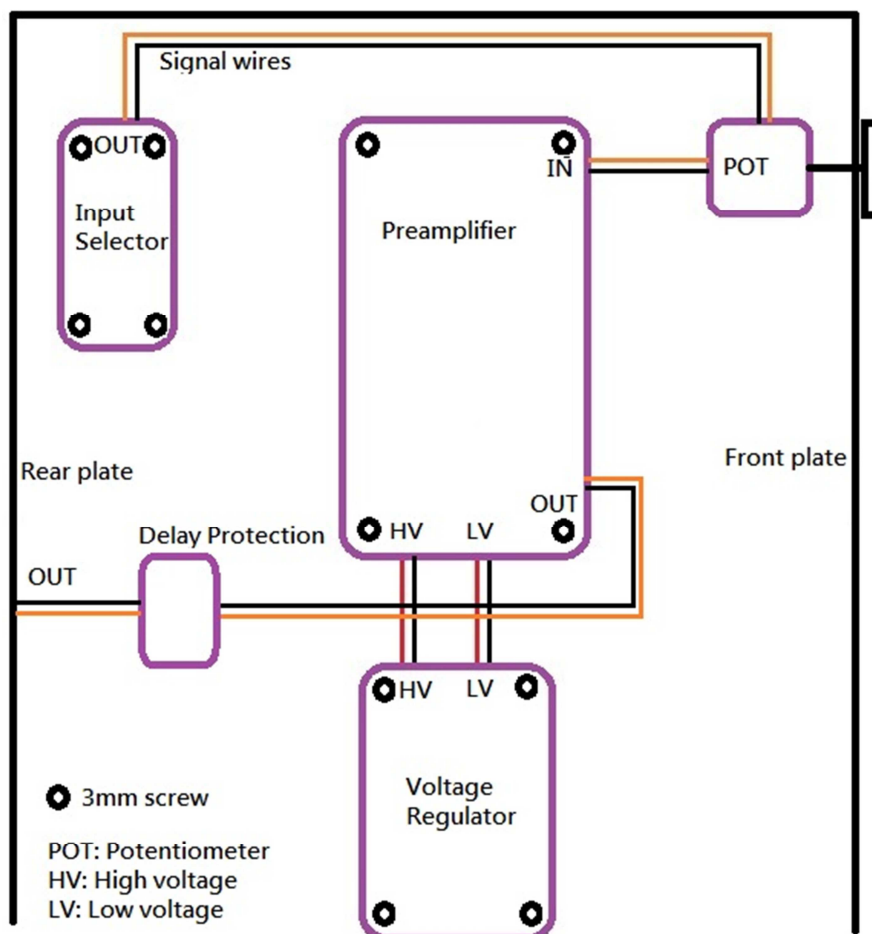 Signal wires
OUT
Input
Selector
Preamplifier
IN
POT
Rear plate
Front plate
OUT
HV LV
Delay Protection
OUT
HV LV
Voltage
Regulator
3mm screw
POT: Potentiometer
HV: High voltage
LV: Low voltage